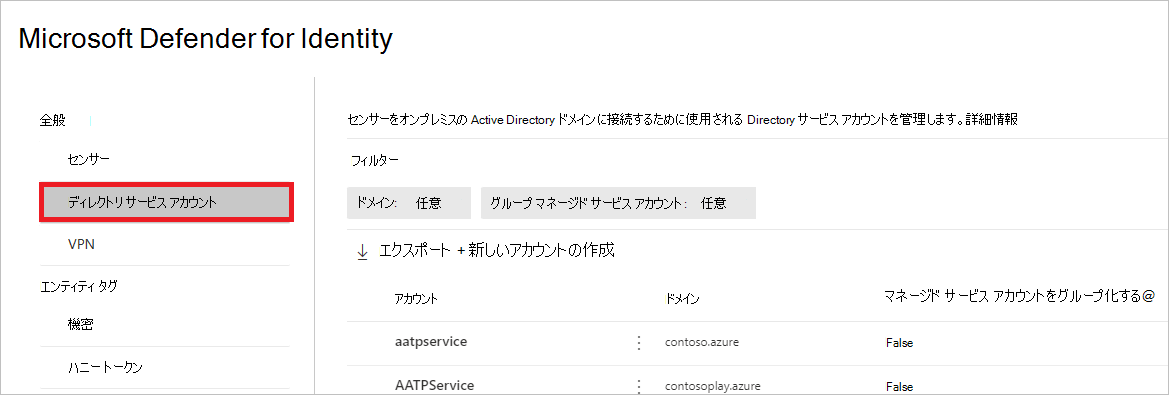 Microsoft Defender for Identity
全般
センサー
ディレクトリ サービス アカウント
VPN
エンティティ タグ
機密
ハニートークン
センサーをオンプレミスの Active Directory ドメインに接続するために使用される Directory サービス アカウントを管理します。詳細情報
フィルター
ドメイン: 任意
グループ マネージド サービス アカウント: 任意
エクスポート +新しいアカウントの作成
アカウント ドメイン マネージド サービス アカウントをグループ化する@
aatpservice contoso.azure False
AATPService contosoplay.azure False